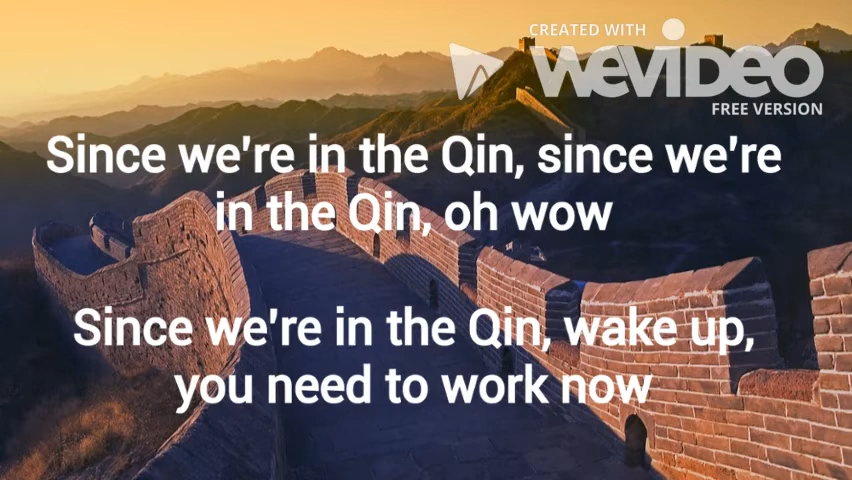 CREATED WITH
WeVideo
FREE VERSION
Since we're in the Qin, since we're
in the Qin, oh wow
Since we're in the Qin, wake up,
you need to work now